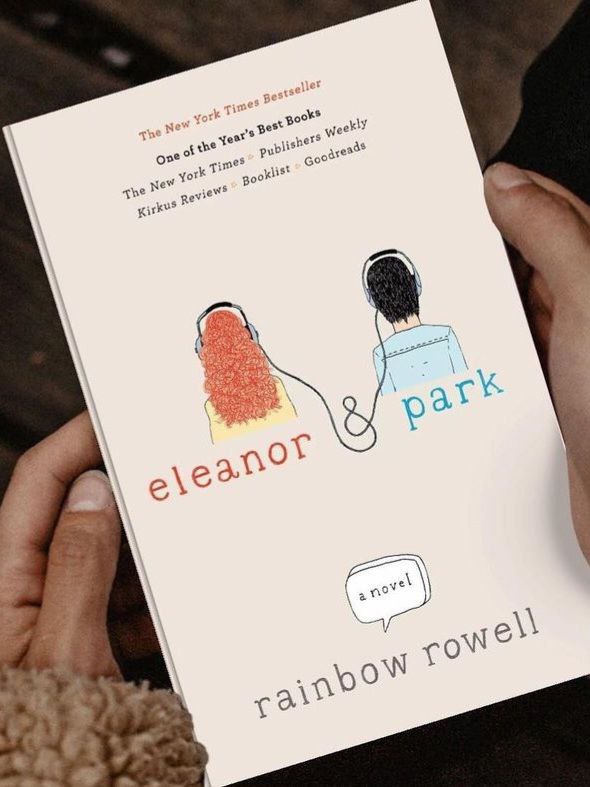 The New York Times Bestseller
One of the Year's Best Books
The New York Times ▸ Publishers Weekly
Kirkus Reviews ▸ Booklist ▸ Goodreads
eleanor & park
a novel
rainbow rowell